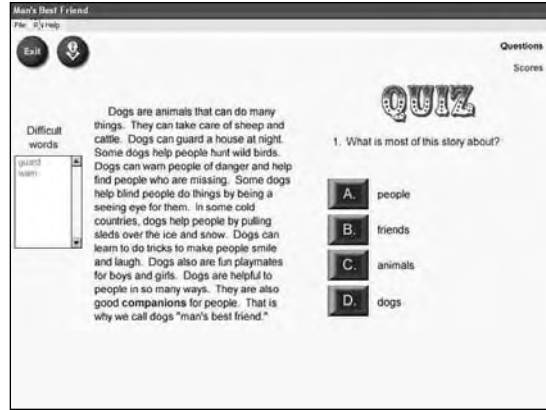 Man's Best Friend
File
Help
Exit
Questions
Scores
Difficult
words
guard
warn
Dogs are animals that can do many
things. They can take care of sheep and
cattle. Dogs can guard a house at night.
Some dogs help people hunt wild birds.
Dogs can warn people of danger and help
find people who are missing. Some dogs
help blind people do things by being a
seeing eye for them. In some cold
countries, dogs help people by pulling
sleds over the ice and snow. Dogs can
learn to do tricks to make people smile
and laugh. Dogs also are fun playmates
for boys and girls. Dogs are helpful to
people in so many ways. They are also
good companions for people. That is
why we call dogs "man's best friend."
QUIZ
1. What is most of this story about?
A. people
B. friends
C. animals
D. dogs